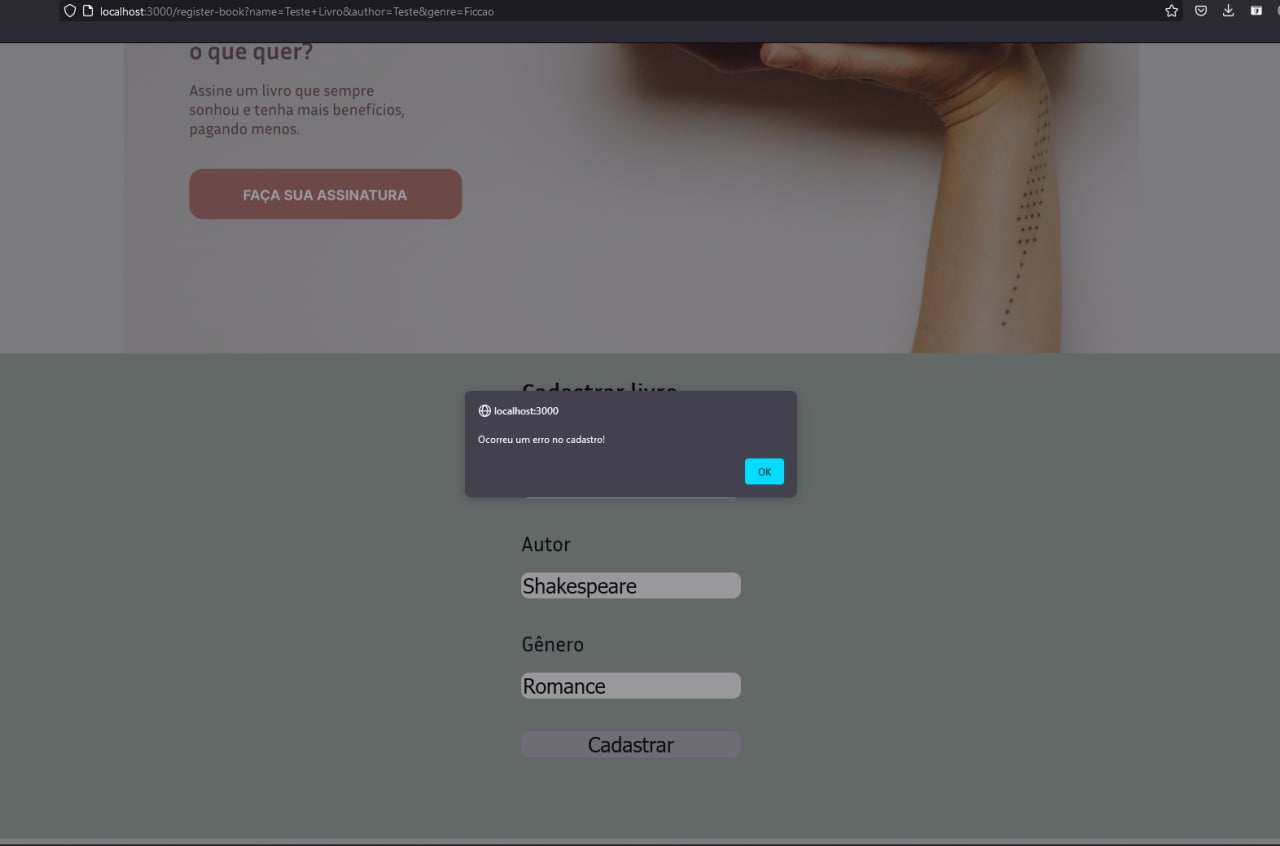 localhost:3000/register-book?name=Teste+Livro&author=Teste&genre=Ficcao
o que quer?
Assine um livro que sempre
sonhou e tenha mais benefícios,
pagando menos.
FAÇA SUA ASSINATURA
Cadastrar livro
localhost:3000
Ocorreu um erro no cadastro!
OK
Autor
Shakespeare
Gênero
Romance
Cadastrar